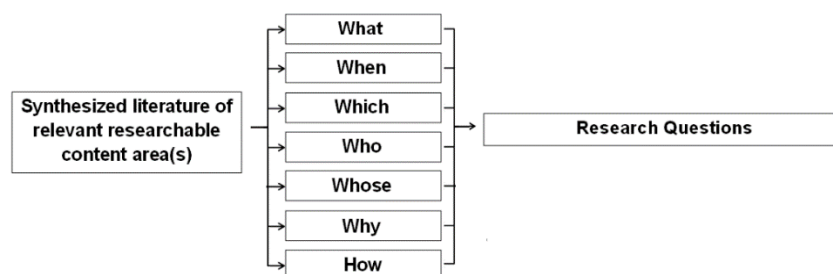 Synthesized literature of
relevant researchable
content area(s)
What
When
Which
Who
Whose
Why
How
Research Questions